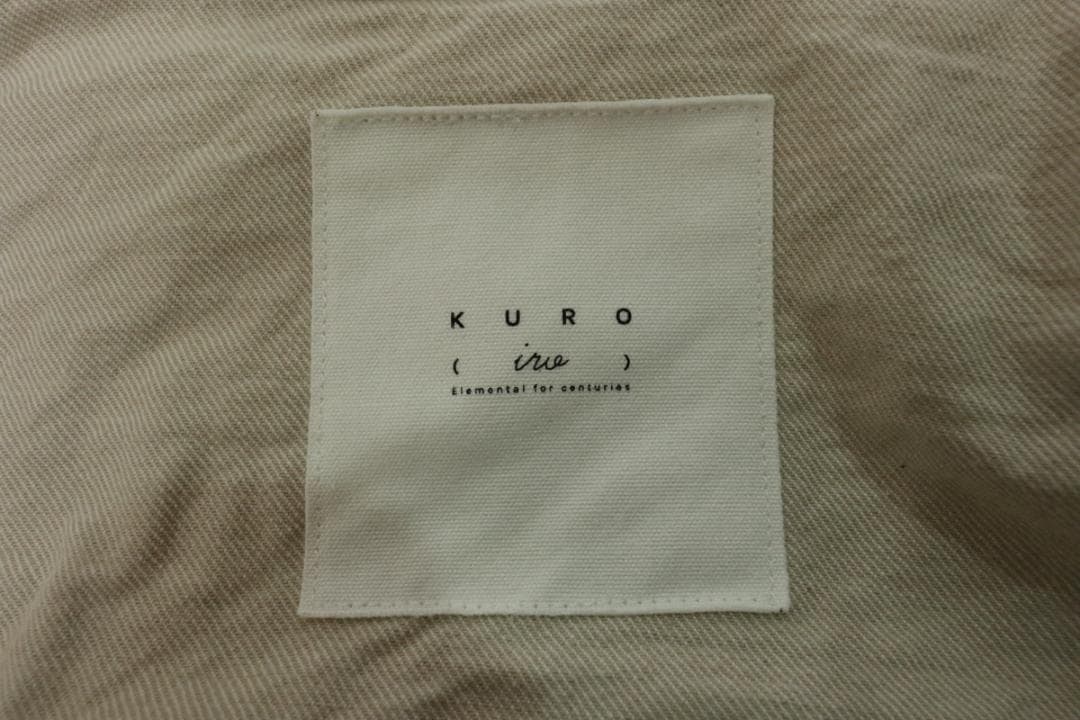 KURO
( iro )
Elemental for centuries